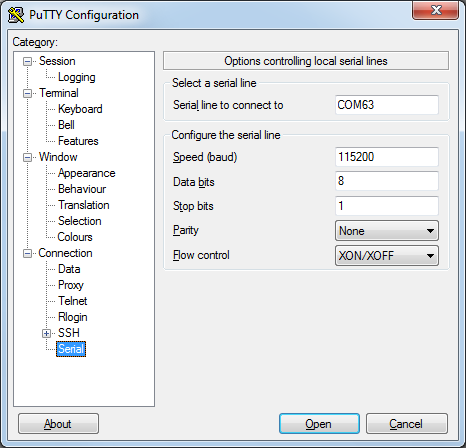 PuTTY Configuration
Category:
Session
Logging
Terminal
Keyboard
Bell
Features
Window
Appearance
Behaviour
Translation
Selection
Colours
Connection
Data
Proxy
Telnet
Rlogin
SSH
Serial
Options controlling local serial lines
Select a serial line
Serial line to connect to COM63
Configure the serial line
Speed (baud) 115200
Data bits 8
Stop bits 1
Parity None
Flow control XON/XOFF
About Open Cancel